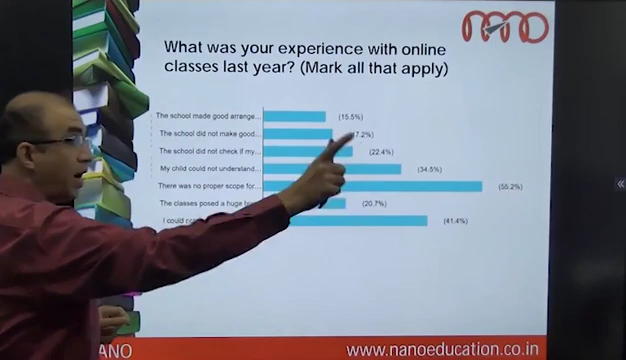 What was your experience with online
classes last year? (Mark all that apply)
The school made good arrange... (15.5%)
The school did not make good... 17.2%)
The school did not check if my... (22.4%)
My child could not understand... (34.5%)
There was no proper scope for... (55.2%)
The classes posed a huge (20.7%)
I could (41.4%)
ANO
www.nanoeducation.co.in